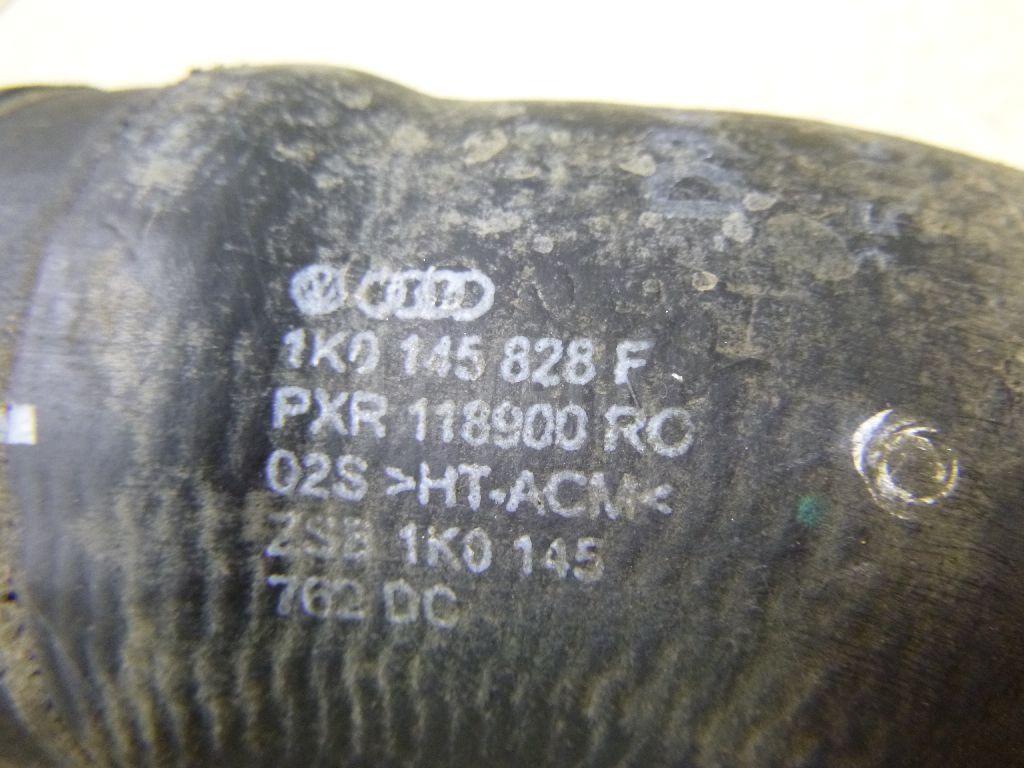 1K0 145 828 F
PXR 118900 RO
02S >HT-ACM<
ZSB 1K0 145
762 DC